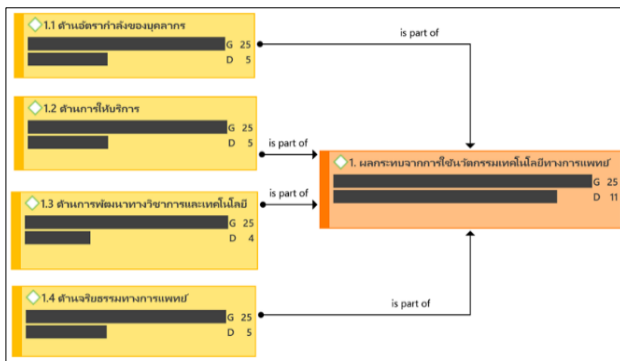 1.1 ด้านอัตรากำลังของบุคลากร
G 25
D 5
is part of
1.2 ด้านการให้บริการ
G 25
D 5
is part of
1. ผลกระทบจากการใช้นวัตกรรมเทคโนโลยีทางการแพทย์
G 25
D 11
1.3 ด้านการพัฒนาทางวิชาการและเทคโนโลยี
G 25
D 4
is part of
1.4 ด้านจริยธรรมทางการแพทย์
G 25
D 5
is part of